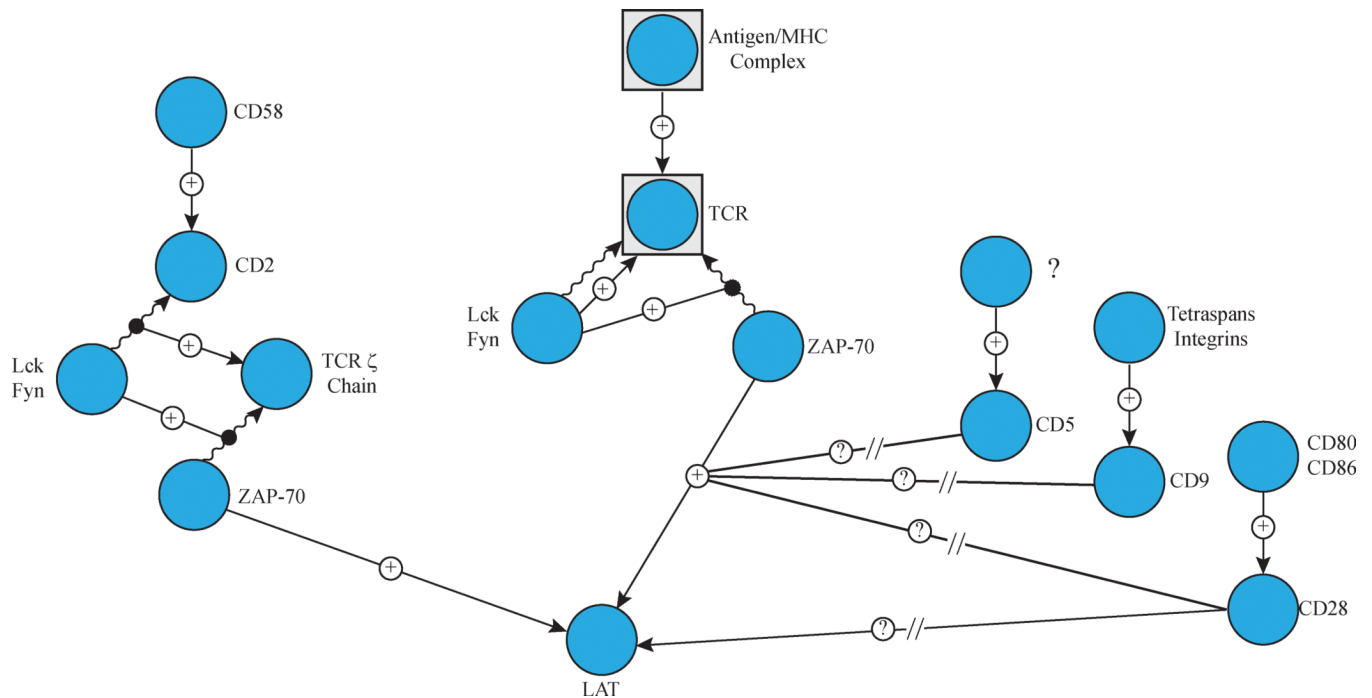 Antigen/MHC
Complex
CD58
+
+
TCR
CD2
?
+
Lck
Fyn
+
+
Tetraspans
Integrins
ZAP-70
+
Lck
Fyn
TCR ζ
Chain
+
+
CD5
CD80
CD86
?
+
?
CD9
ZAP-70
+
?
+
CD28
?
LAT